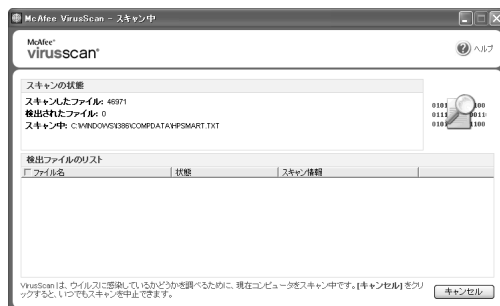 McAfee VirusScan - スキャン中
McAfee®
virusscan®
ヘルプ
スキャンの状態
スキャンしたファイル: 46971
検出されたファイル: 0
スキャン中: C:\WINDOWS\I386\COMPDATA\HPSMART.TXT
検出ファイルのリスト
ファイル名 状態 スキャン情報
VirusScan は、ウイルスに感染しているかどうかを調べるために、現在コンピュータをスキャン中です。[キャンセル] をクリ
ックすると、いつでもスキャンを中止できます。
キャンセル